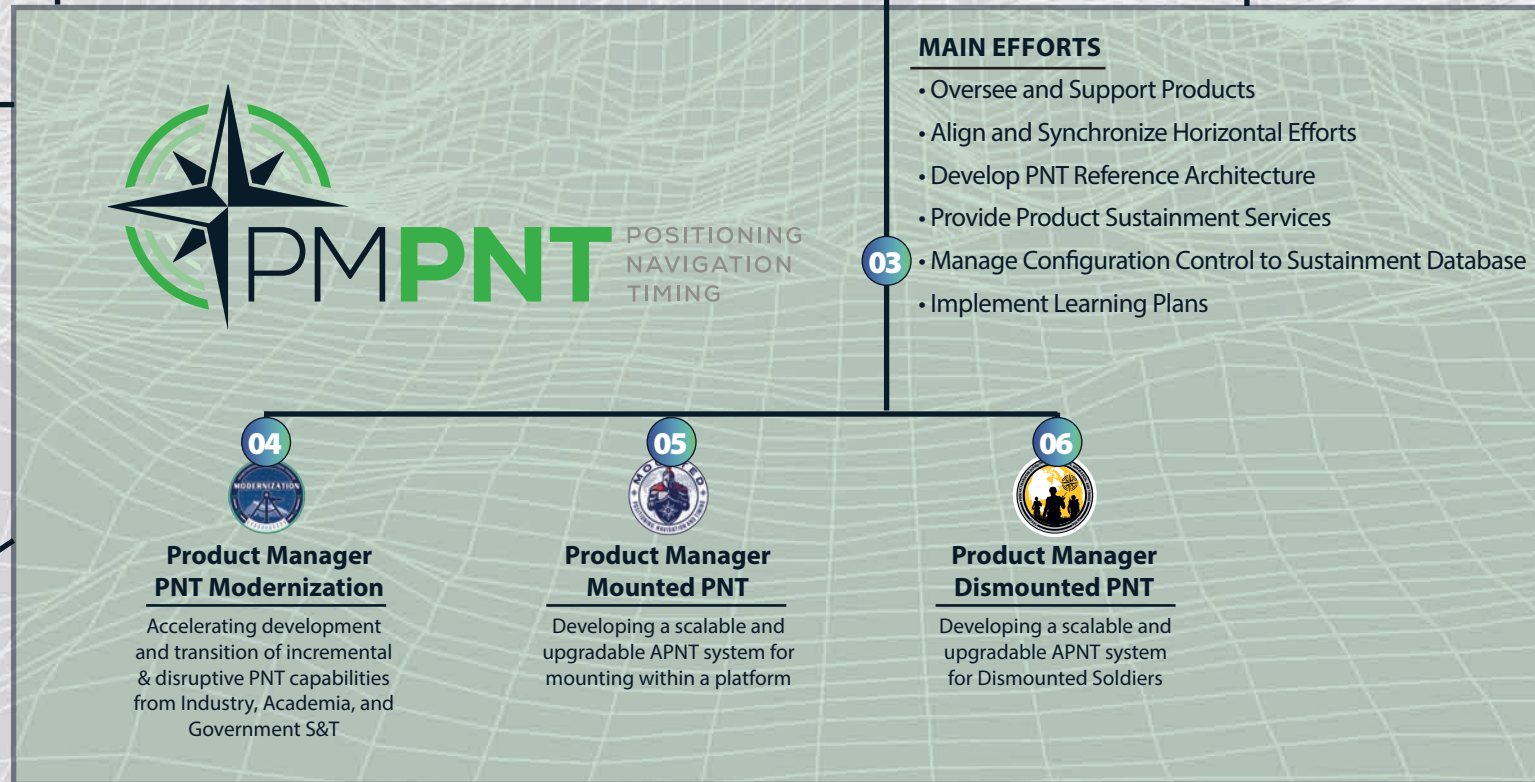 PMPNT
POSITIONING
NAVIGATION
TIMING
MAIN EFFORTS
• Oversee and Support Products
• Align and Synchronize Horizontal Efforts
• Develop PNT Reference Architecture
• Provide Product Sustainment Services
03
• Manage Configuration Control to Sustainment Database
• Implement Learning Plans
04
MODERNIZATION
Product Manager
PNT Modernization
Accelerating development
and transition of incremental
& disruptive PNT capabilities
from Industry, Academia, and
Government S&T
05
POSITIONING, NAVIGATION AND TIMING
Product Manager
Mounted PNT
Developing a scalable and
upgradable APNT system for
mounting within a platform
06
Product Manager
Dismounted PNT
Developing a scalable and
upgradable APNT system
for Dismounted Soldiers